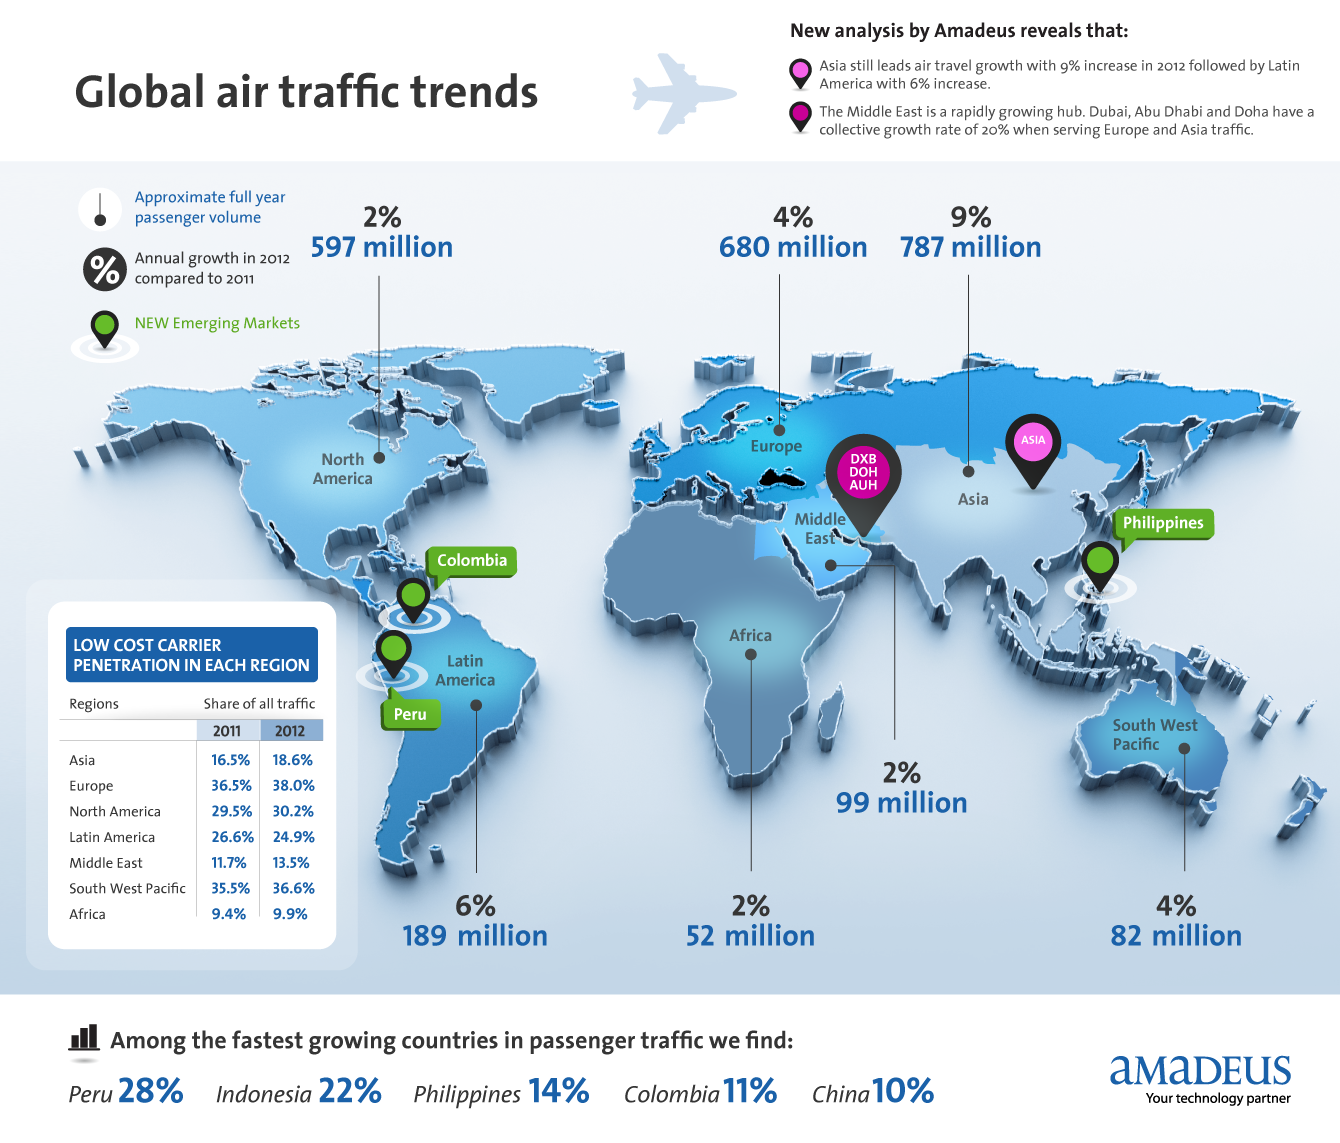 Global air traffic trends
New analysis by Amadeus reveals that:
Asia still leads air travel growth with 9% increase in 2012 followed by Latin
America with 6% increase.
The Middle East is a rapidly growing hub. Dubai, Abu Dhabi and Doha have a
collective growth rate of 20% when serving Europe and Asia traffic.
Approximate full year
passenger volume
%
Annual growth in 2012
compared to 2011
NEW Emerging Markets
2%
597 million
4%
680 million
9%
787 million
North
America
Europe
DXB
DOH
AUH
ASIA
Asia
Middle
East
Philippines
Colombia
Africa
Latin
America
Peru
South West
Pacific
2%
99 million
6%
189 million
2%
52 million
4%
82 million
LOW COST CARRIER
PENETRATION IN EACH REGION
Regions Share of all traffic
2011 2012
Asia 16.5% 18.6%
Europe 36.5% 38.0%
North America 29.5% 30.2%
Latin America 26.6% 24.9%
Middle East 11.7% 13.5%
South West Pacific 35.5% 36.6%
Africa 9.4% 9.9%
Among the fastest growing countries in passenger traffic we find:
Peru 28% Indonesia 22% Philippines 14% Colombia 11% China 10%
amadeus
Your technology partner